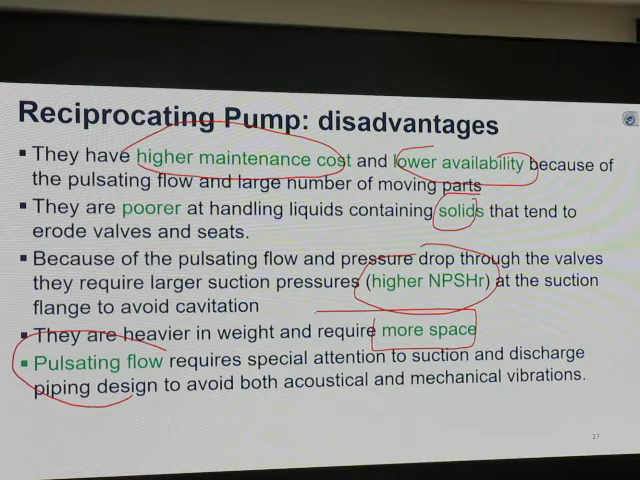 Reciprocating Pump: disadvantages
▪ They have higher maintenance cost and lower availability because of
the pulsating flow and large number of moving parts
▪ They are poorer at handling liquids containing solids that tend to
erode valves and seats.
▪ Because of the pulsating flow and pressure drop through the valves
they require larger suction pressures (higher NPSHr) at the suction
flange to avoid cavitation
▪ They are heavier in weight and require more space
▪ Pulsating flow requires special attention to suction and discharge
piping design to avoid both acoustical and mechanical vibrations.
27